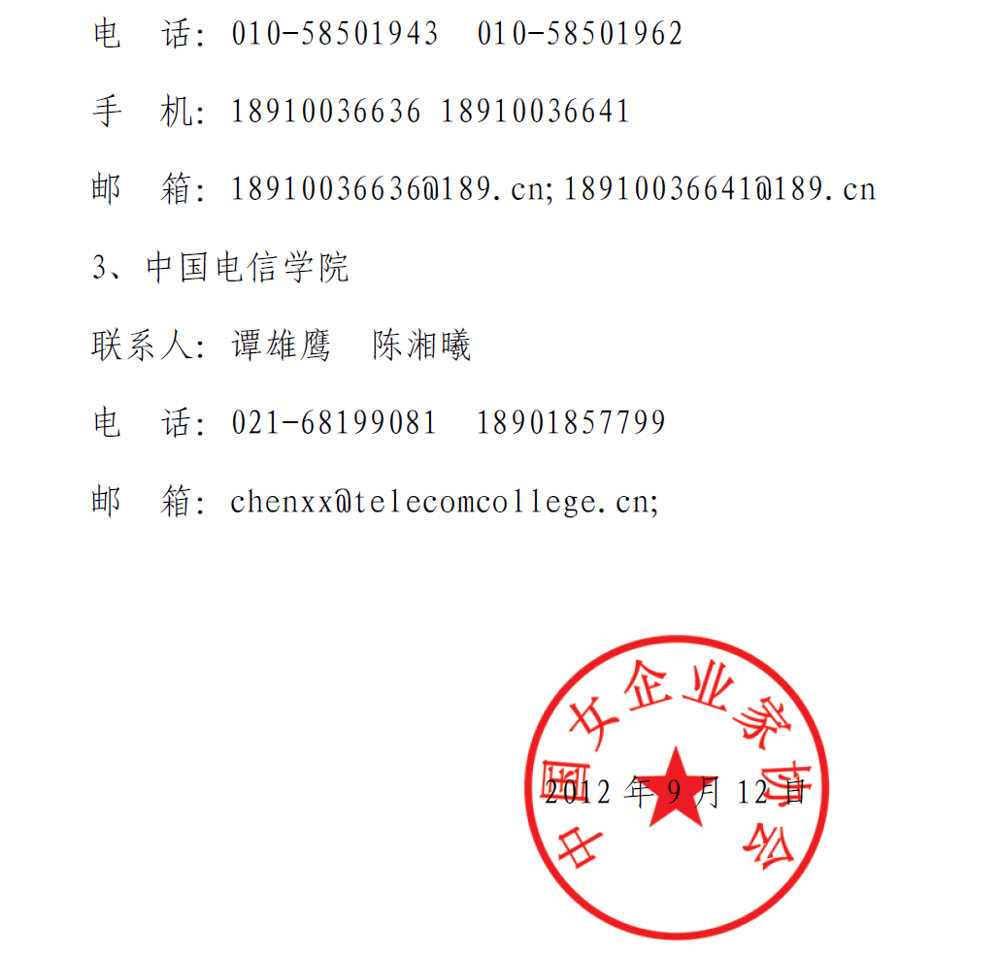 电　话：010-58501943　010-58501962
手　机：18910036636 18910036641
邮　箱：18910036636@189.cn;18910036641@189.cn
3、中国电信学院
联系人：谭雄鹰　陈湘曦
电　话：021-68199081　18901857799
邮　箱：chenxx@telecomcollege.cn;
中国女企业家协会
2012 年 9 月 12 日